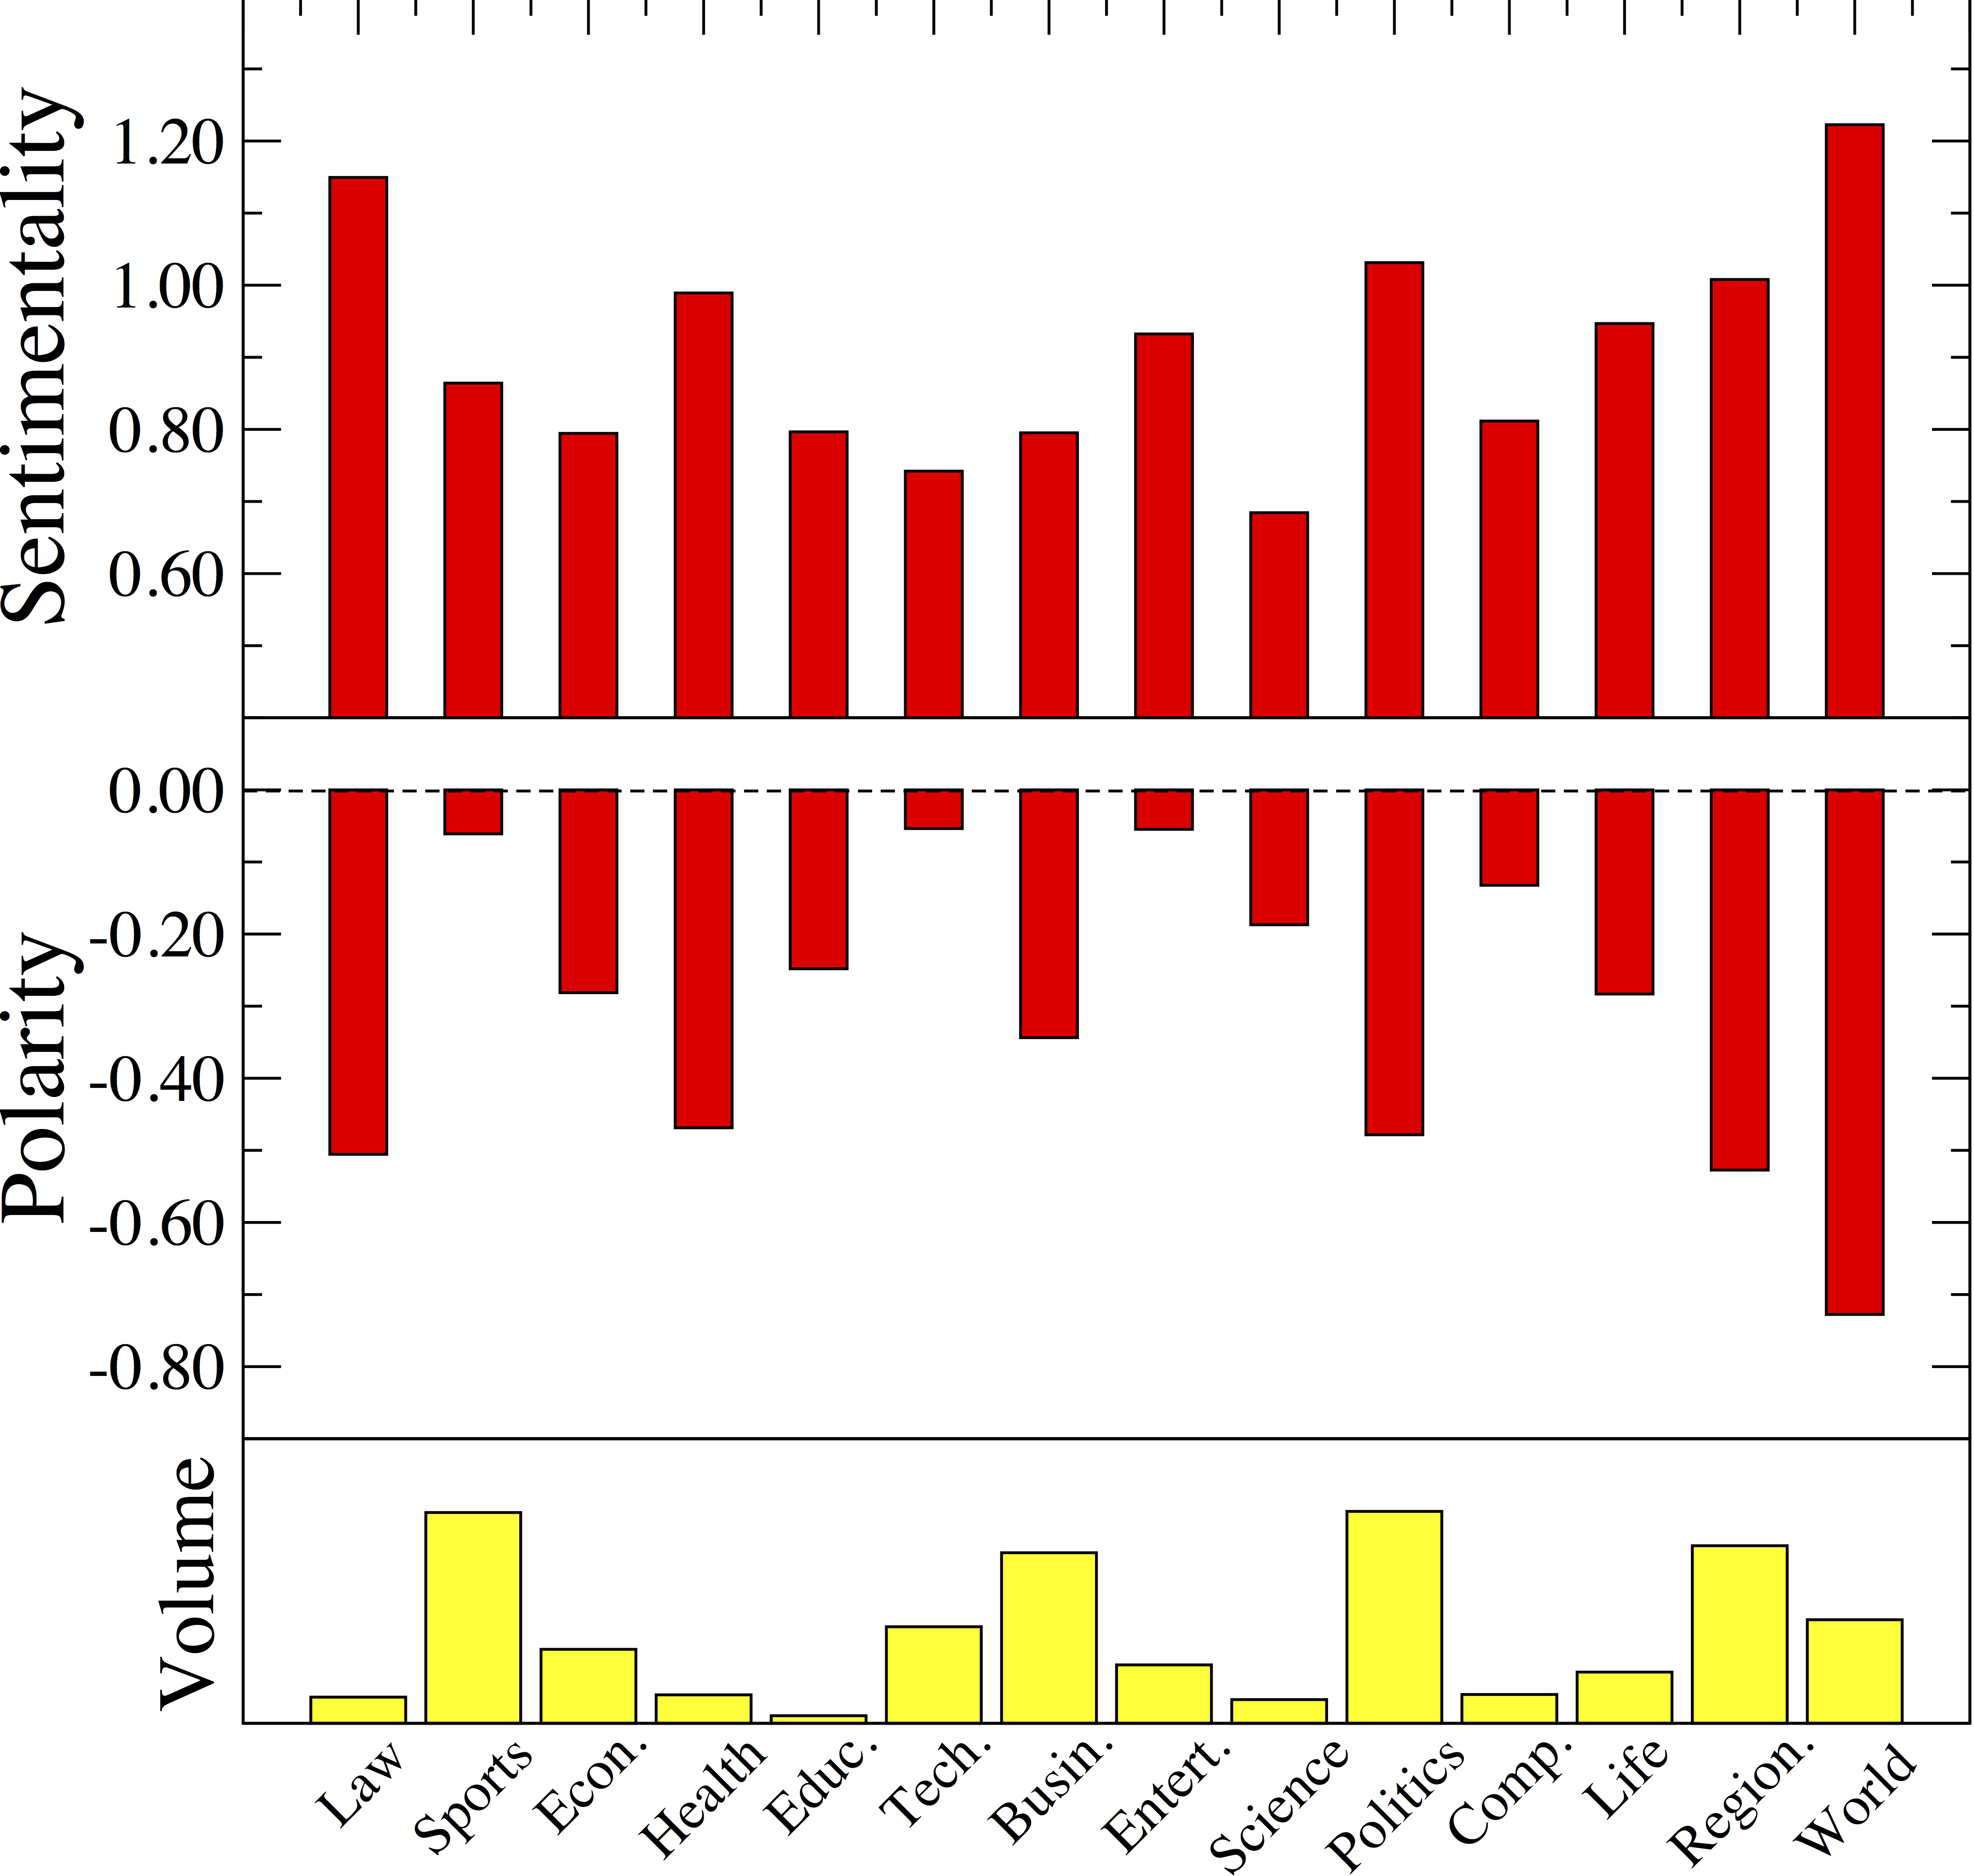 Sentimentality
1.20
1.00
0.80
0.60
Polarity
0.00
-0.20
-0.40
-0.60
-0.80
Volume
Law
Sports
Econ.
Health
Educ.
Tech.
Busin.
Entert.
Science
Politics
Comp.
Life
Region.
World